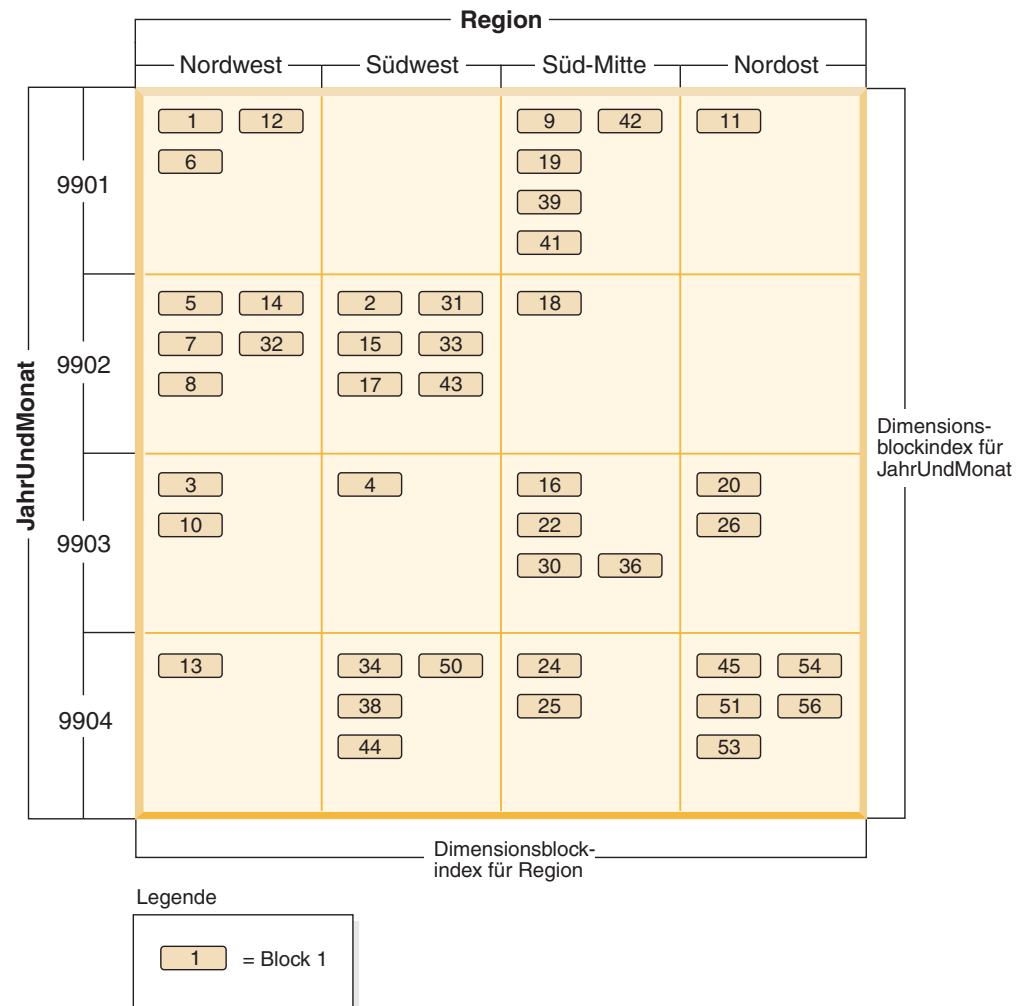 Region
Nordwest Südwest Süd-Mitte Nordost
JahrUndMonat
9901
1 12 9 42 11
6 19
39
41
9902
5 14 2 31 18
7 32 15 33
8 17 43
9903
3 4 16 20
10 22 26
30 36
9904
13 34 50 24 45 54
38 25 51 56
44 53
Dimensions-
blockindex für
JahrUndMonat
Dimensionsblock-
index für Region
Legende
1 = Block 1